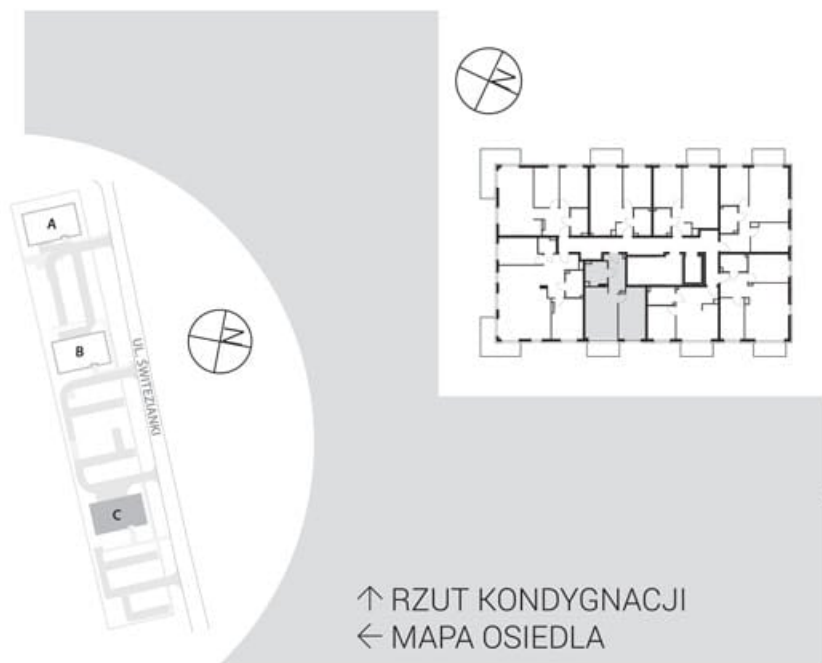 N
A
B
N
UL. ŚWITEZIANKI
C
↑ RZUT KONDYGNACJI
← MAPA OSIEDLA